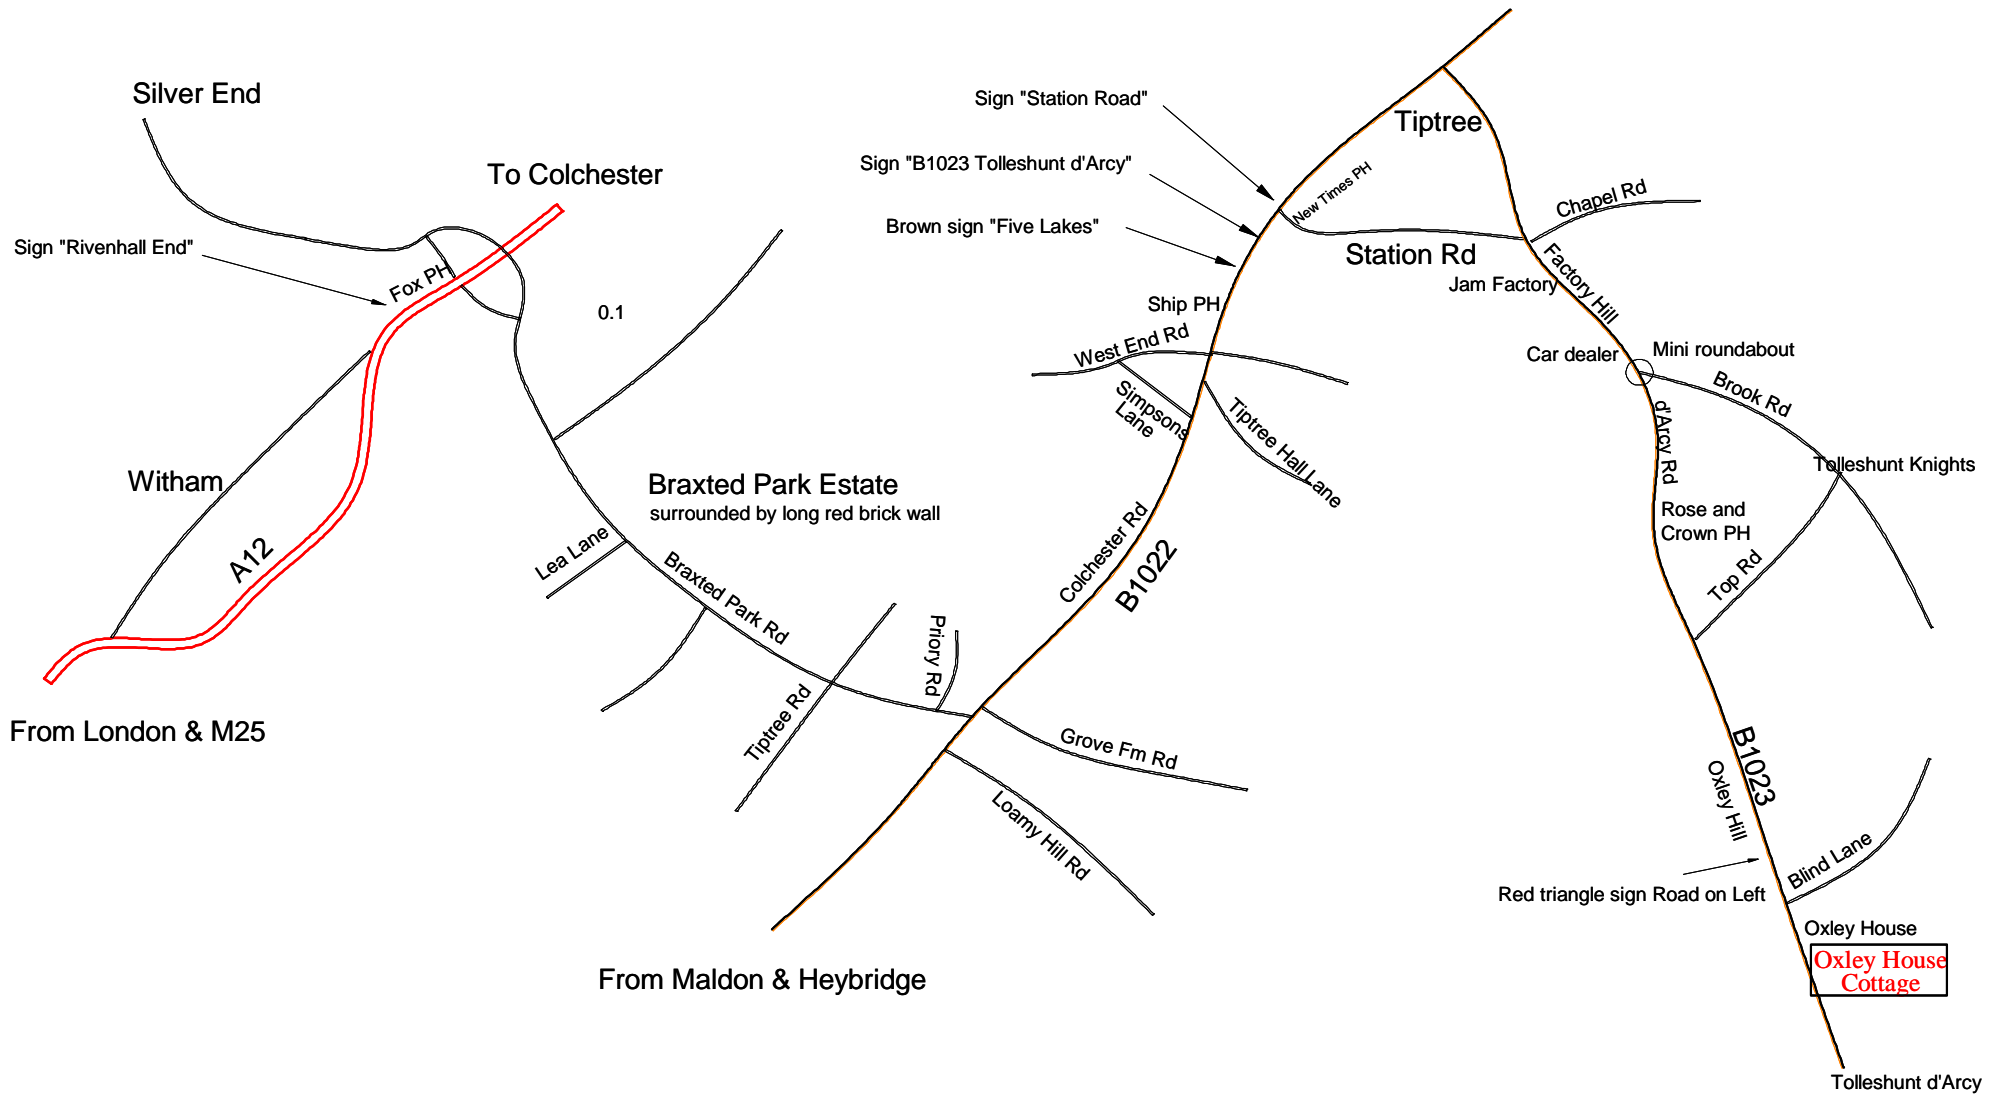 Silver End
To Colchester
Sign "Rivenhall End"
Fox PH
0.1
Witham
A12
From London & M25
Braxted Park Estate
surrounded by long red brick wall
Lea Lane
Braxted Park Rd
Tiptree Rd
Priory Rd
Colchester Rd
B1022
Grove Fm Rd
Loamy Hill Rd
From Maldon & Heybridge
Sign "Station Road"
Sign "B1023 Tolleshunt d'Arcy"
Brown sign "Five Lakes"
Ship PH
West End Rd
Simpsons
Lane
Tiptree Hall Lane
Tiptree
New Times PH
Station Rd
Chapel Rd
Factory Hill
Jam Factory
Car dealer
Mini roundabout
Brook Rd
d'Arcy Rd
Tolleshunt Knights
Rose and
Crown PH
Top Rd
B1023
Oxley Hill
Blind Lane
Red triangle sign Road on Left
Oxley House
Oxley House
Cottage
Tolleshunt d'Arcy